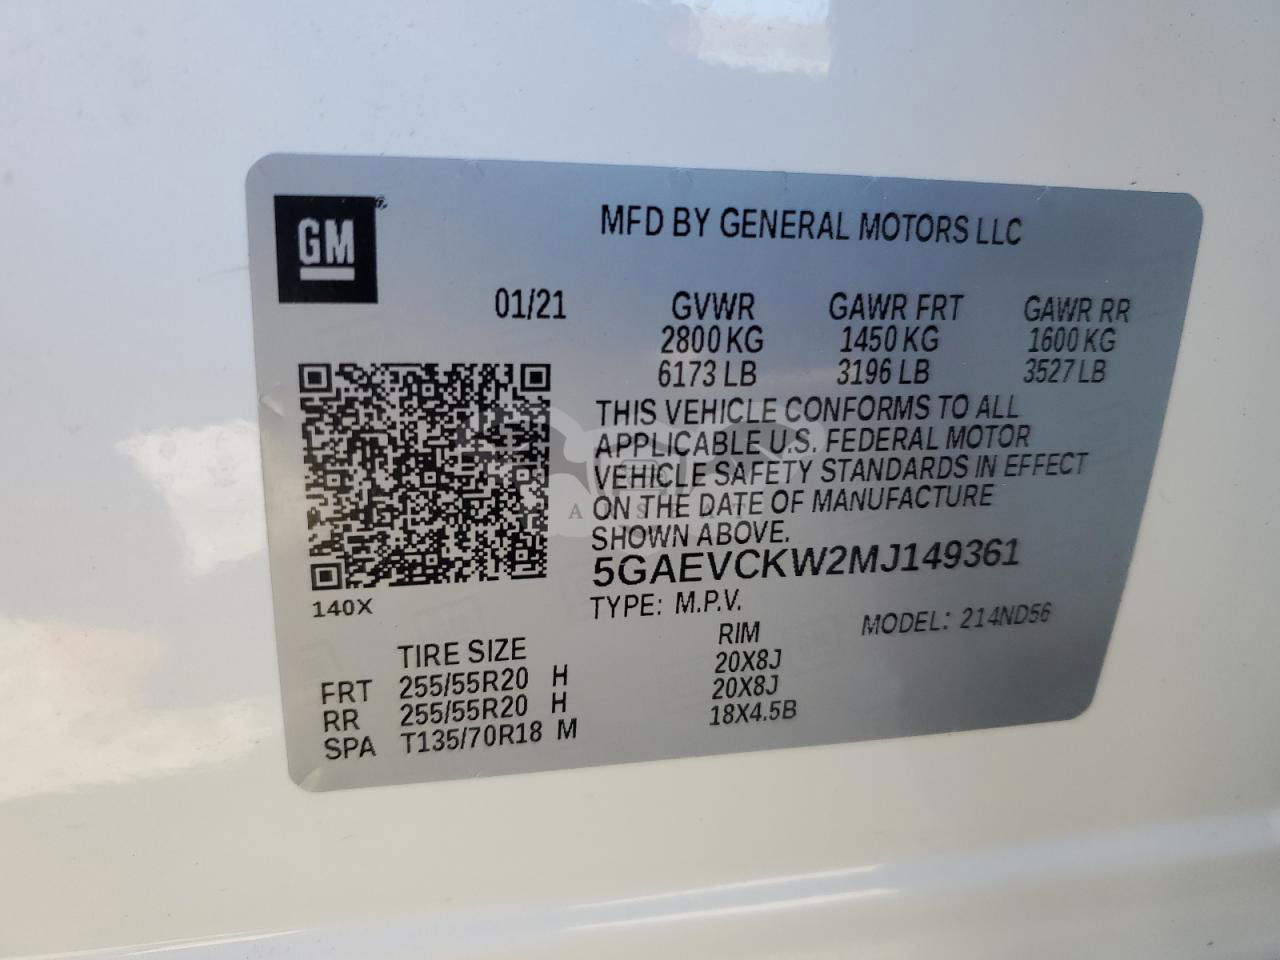 GM
MFD BY GENERAL MOTORS LLC
01/21 GVWR GAWR FRT GAWR RR
2800 KG 1450 KG 1600 KG
6173 LB 3196 LB 3527 LB
THIS VEHICLE CONFORMS TO ALL
APPLICABLE U.S. FEDERAL MOTOR
VEHICLE SAFETY STANDARDS IN EFFECT
ON THE DATE OF MANUFACTURE
SHOWN ABOVE.
5GAEVCKW2MJ149361
140X
TYPE: M.P.V. MODEL: 214ND56
TIRE SIZE RIM
FRT 255/55R20 H 20X8J
RR 255/55R20 H 20X8J
SPA T135/70R18 M 18X4.5B